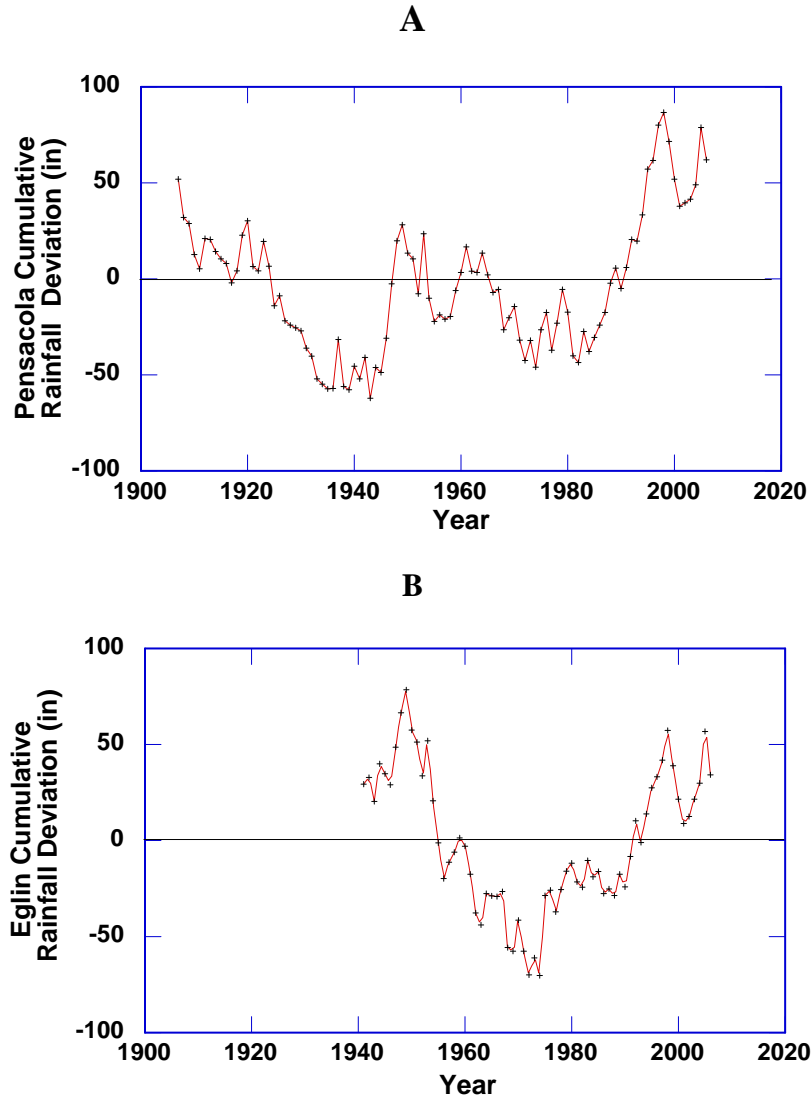 A
Pensacola Cumulative
Rainfall Deviation (in)
100
50
0
-50
-100
1900 1920 1940 1960 1980 2000 2020
Year
B
Eglin Cumulative
Rainfall Deviation (in)
100
50
0
-50
-100
1900 1920 1940 1960 1980 2000 2020
Year